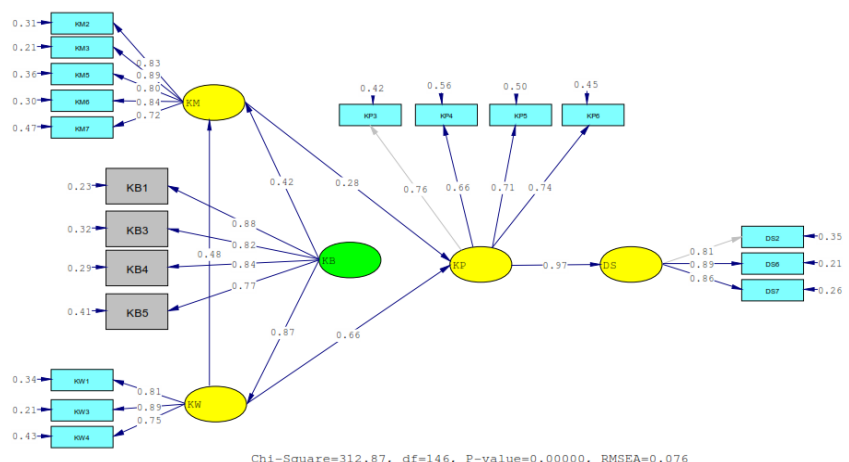 0.31 KM2
0.21 KM3
0.36 KM5
0.30 KM6
0.47 KM7
0.83
0.89
0.80
0.84
0.72
KM
0.42 0.56 0.50 0.45
KP3 KP4 KP5 KP6
0.76 0.66 0.71 0.74
0.42 0.28
0.23 KB1
0.32 KB3
0.29 KB4
0.41 KB5
0.88
0.82
0.84
0.77
0.48
KB
KP
0.97
DS
0.81
0.89
0.86
DS2 0.35
DS6 0.21
DS7 0.26
0.87 0.66
0.34 KW1
0.21 KW3
0.43 KW4
0.81
0.89
0.75
KW
Chi-Square=312.87, df=146, P-value=0.00000, RMSEA=0.076